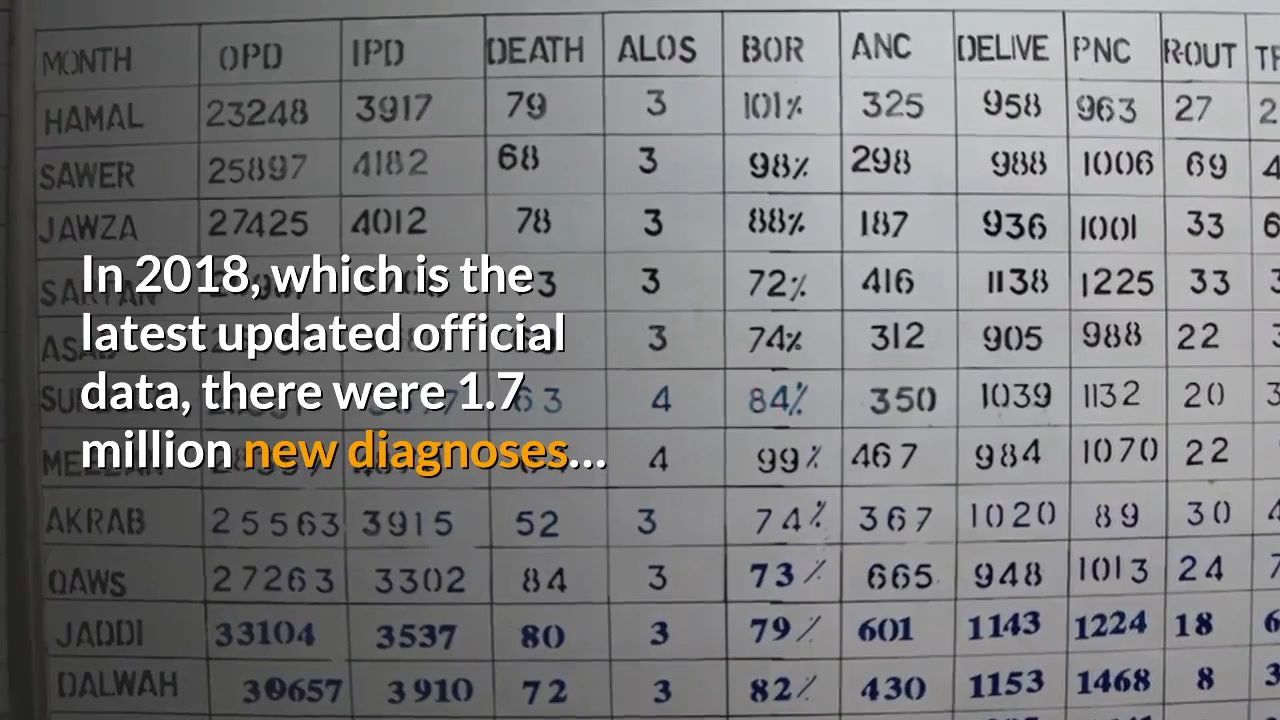 MONTH OPD IPD DEATH ALOS BOR ANC DELIVE PNC R-OUT
HAMAL 23248 3917 79 3 101% 325 958 963 27
SAWER 25897 4182 68 3 98% 298 988 1006 69
JAWZA 27425 4012 78 3 88% 187 936 1001 33
3 72% 416 1138 1225 33
3 74% 312 905 988 22
63 4 84% 350 1039 1132 20
4 99% 467 984 1070 22
AKRAB 25563 3915 52 3 74% 367 1020 89 30
QAWS 27263 3302 84 3 73% 665 948 1013 24
JADDI 33104 3537 80 3 79% 601 1143 1224 18
DALWAH 30657 3910 72 3 82% 430 1153 1468 8
In 2018, which is the
latest updated official
data, there were 1.7
million new diagnoses...